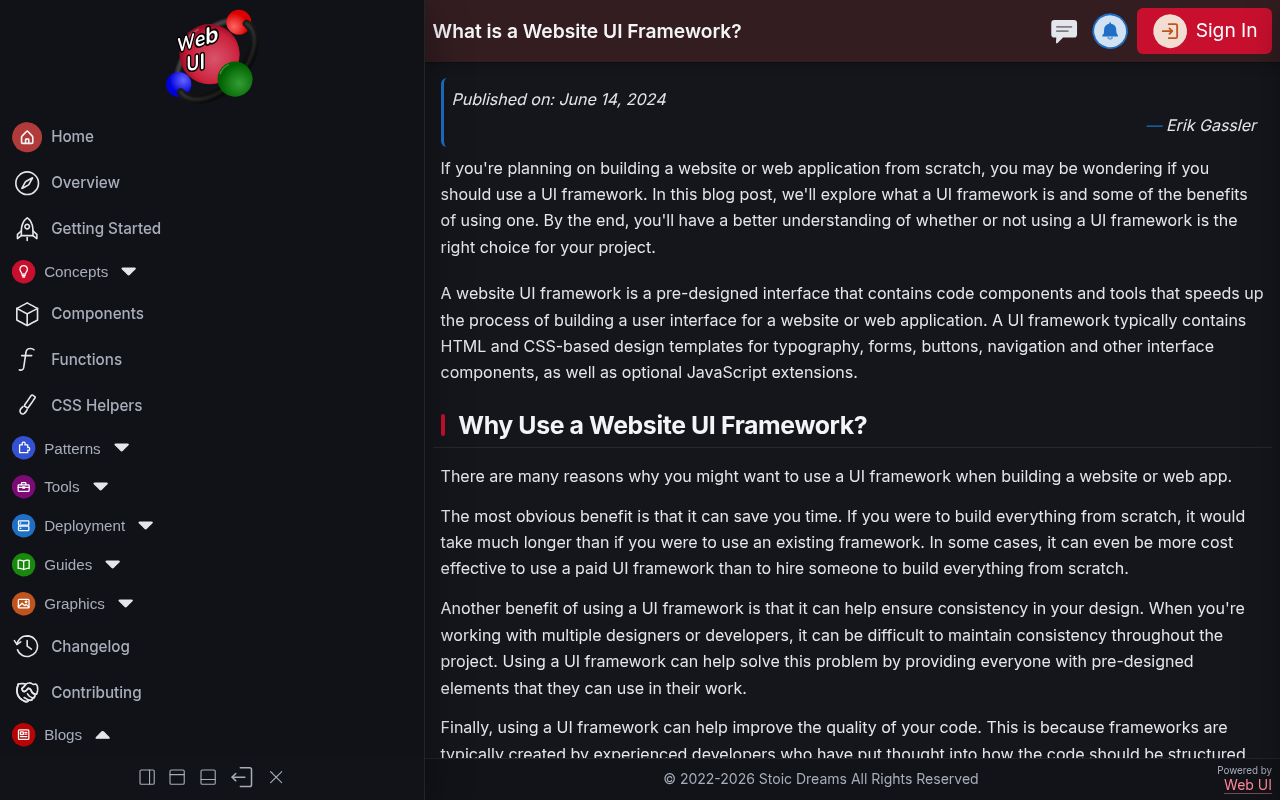 Web
UI
Home
Overview
Getting Started
Concepts
Components
Functions
CSS Helpers
Patterns
Tools
Deployment
Guides
Graphics
Changelog
Contributing
Blogs
What is a Website UI Framework?
Sign In
Published on: June 14, 2024
— Erik Gassler
If you're planning on building a website or web application from scratch, you may be wondering if you
should use a UI framework. In this blog post, we'll explore what a UI framework is and some of the benefits
of using one. By the end, you'll have a better understanding of whether or not using a UI framework is the
right choice for your project.
A website UI framework is a pre-designed interface that contains code components and tools that speeds up
the process of building a user interface for a website or web application. A UI framework typically contains
HTML and CSS-based design templates for typography, forms, buttons, navigation and other interface
components, as well as optional JavaScript extensions.
Why Use a Website UI Framework?
There are many reasons why you might want to use a UI framework when building a website or web app.
The most obvious benefit is that it can save you time. If you were to build everything from scratch, it would
take much longer than if you were to use an existing framework. In some cases, it can even be more cost
effective to use a paid UI framework than to hire someone to build everything from scratch.
Another benefit of using a UI framework is that it can help ensure consistency in your design. When you're
working with multiple designers or developers, it can be difficult to maintain consistency throughout the
project. Using a UI framework can help solve this problem by providing everyone with pre-designed
elements that they can use in their work.
Finally, using a UI framework can help improve the quality of your code. This is because frameworks are
typically created by experienced developers who have put thought into how the code should be structured
© 2022-2026 Stoic Dreams All Rights Reserved
Powered by
Web UI